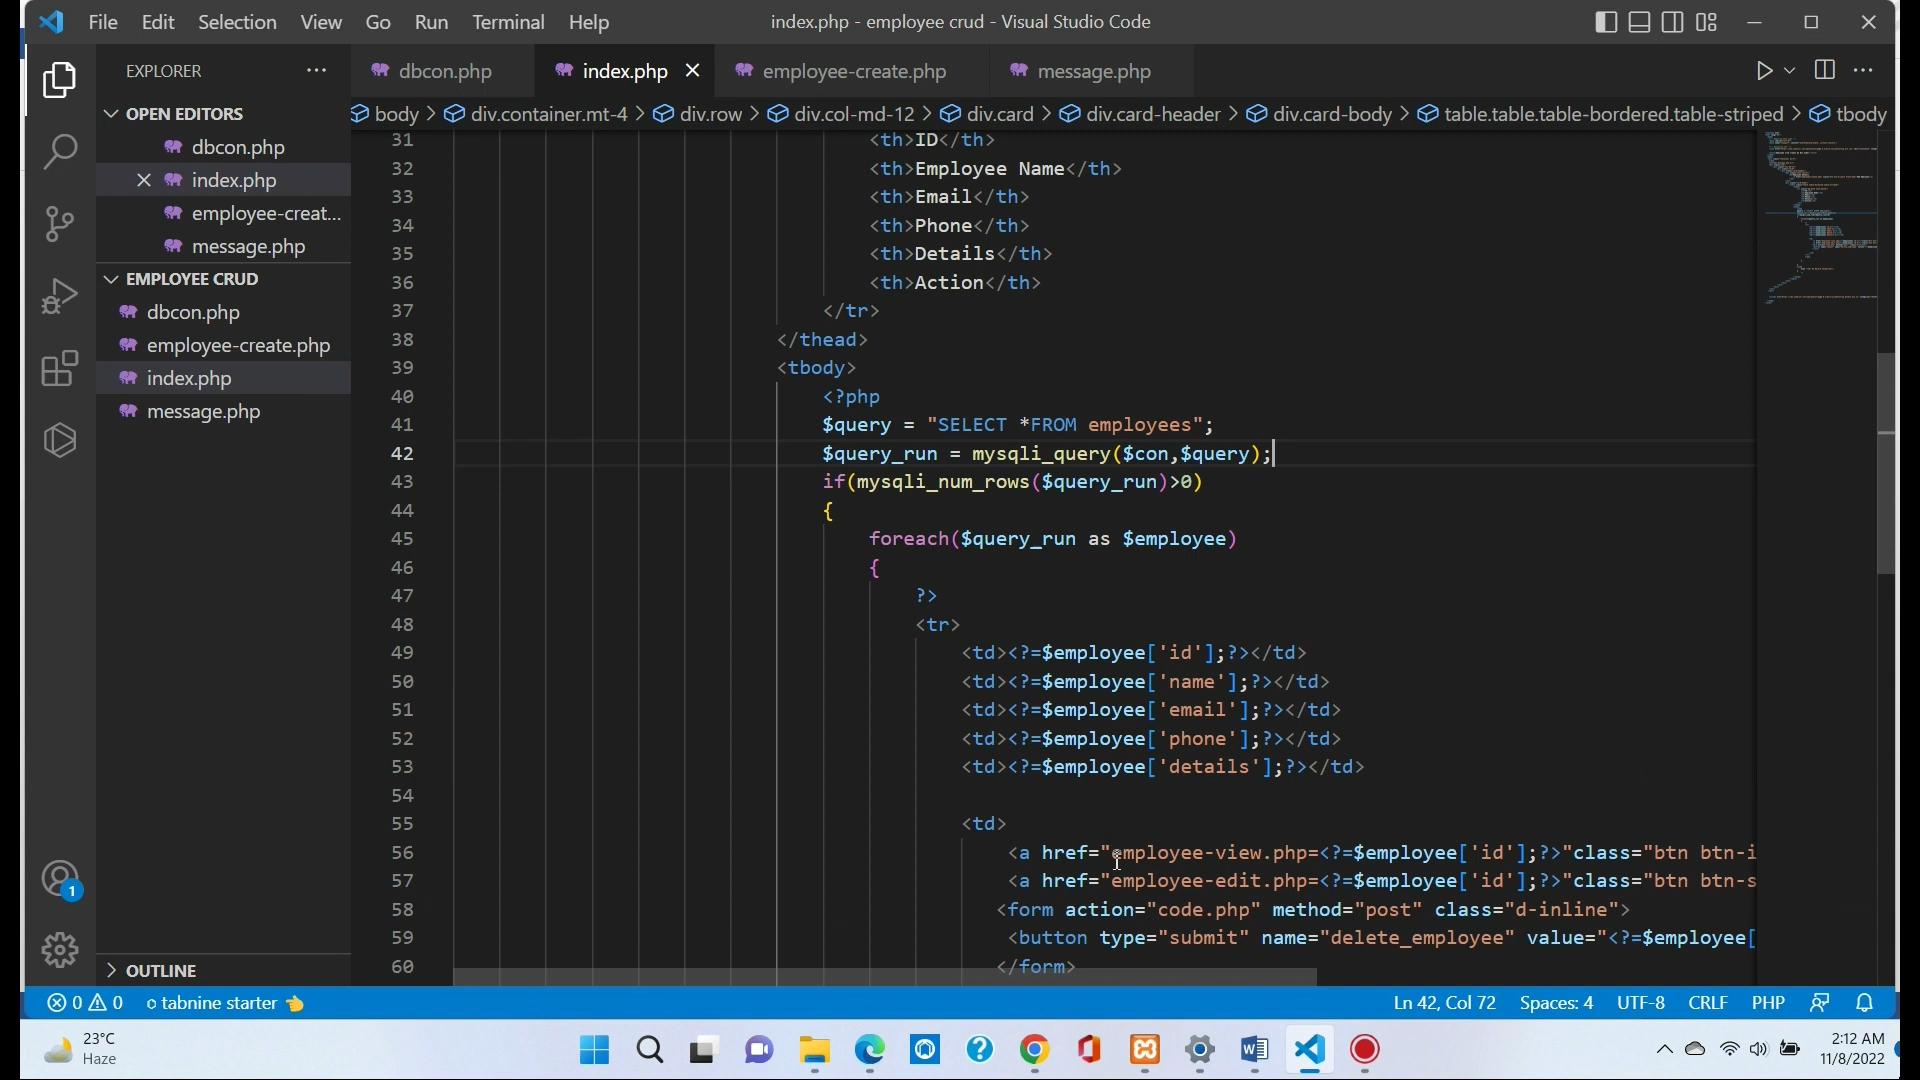 File Edit Selection View Go Run Terminal Help
index.php - employee crud - Visual Studio Code
EXPLORER
dbcon.php index.php employee-create.php message.php
OPEN EDITORS
dbcon.php
index.php
employee-creat...
message.php
EMPLOYEE CRUD
dbcon.php
employee-create.php
index.php
message.php
OUTLINE
body > div.container.mt-4 > div.row > div.col-md-12 > div.card > div.card-header > div.card-body > table.table.table-bordered.table-striped > tbody
31 <th>ID</th>
32 <th>Employee Name</th>
33 <th>Email</th>
34 <th>Phone</th>
35 <th>Details</th>
36 <th>Action</th>
37 </tr>
38 </thead>
39 <tbody>
40 <?php
41 $query = "SELECT *FROM employees";
42 $query_run = mysqli_query($con,$query);
43 if(mysqli_num_rows($query_run)>0)
44 {
45 foreach($query_run as $employee)
46 {
47 ?>
48 <tr>
49 <td><?=$employee['id'];?></td>
50 <td><?=$employee['name'];?></td>
51 <td><?=$employee['email'];?></td>
52 <td><?=$employee['phone'];?></td>
53 <td><?=$employee['details'];?></td>
54
55 <td>
56 <a href="employee-view.php=<?=$employee['id'];?>"class="btn btn-i
57 <a href="employee-edit.php=<?=$employee['id'];?>"class="btn btn-s
58 <form action="code.php" method="post" class="d-inline">
59 <button type="submit" name="delete_employee" value="<?=$employee[
60 </form>
1
0 0 tabnine starter
Ln 42, Col 72 Spaces: 4 UTF-8 CRLF PHP
23°C
Haze
2:12 AM
11/8/2022